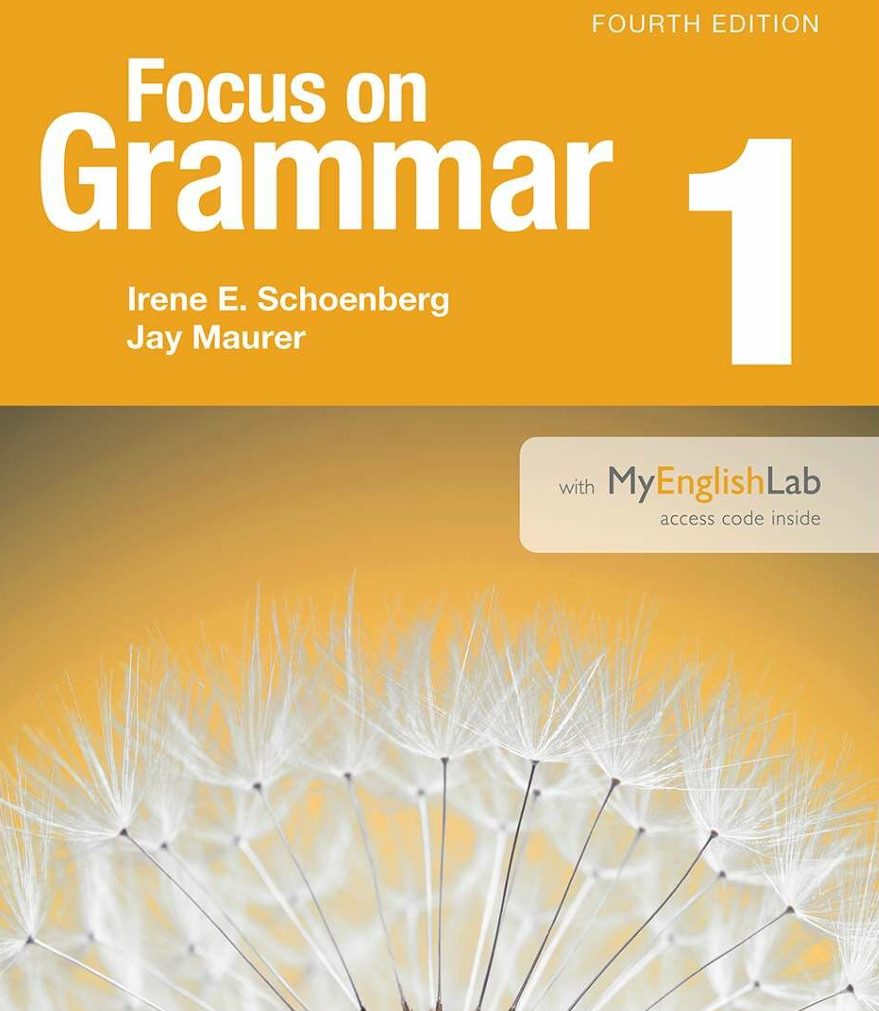 FOURTH EDITION
Focus on
Grammar 1
Irene E. Schoenberg
Jay Maurer
with MyEnglishLab
access code inside